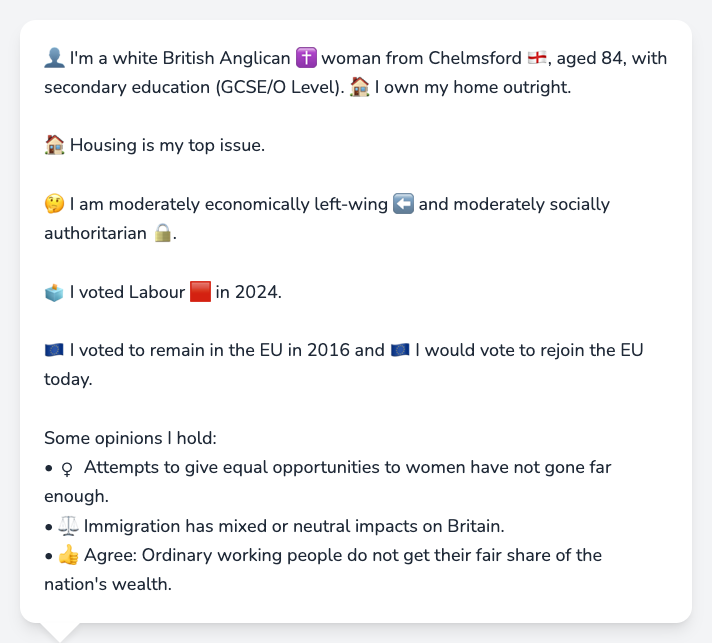 👤 I'm a white British Anglican ✝️ woman from Chelmsford 🏴󠁧󠁢󠁥󠁮󠁧󠁿, aged 84, with
secondary education (GCSE/O Level). 🏠 I own my home outright.
🏠 Housing is my top issue.
🤔 I am moderately economically left-wing ⬅️ and moderately socially
authoritarian 🔒.
🗳️ I voted Labour 🟥 in 2024.
🇪🇺 I voted to remain in the EU in 2016 and 🇪🇺 I would vote to rejoin the EU
today.
Some opinions I hold:
• ♀ Attempts to give equal opportunities to women have not gone far
enough.
• ⚖️ Immigration has mixed or neutral impacts on Britain.
• 👍 Agree: Ordinary working people do not get their fair share of the
nation's wealth.